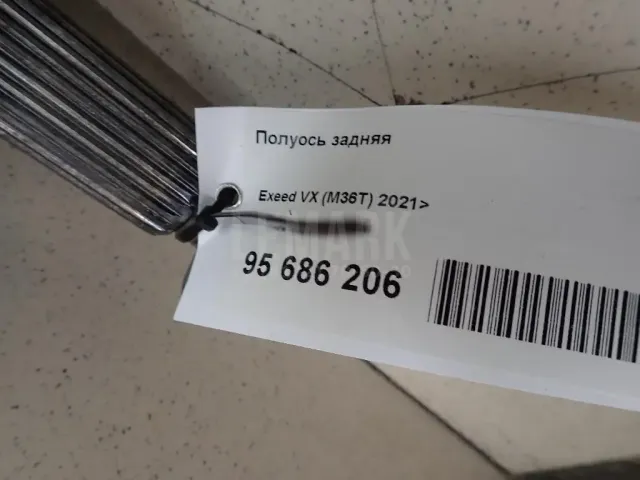 Полуось задняя
Exeed VX (M36T) 2021>
95 686 206